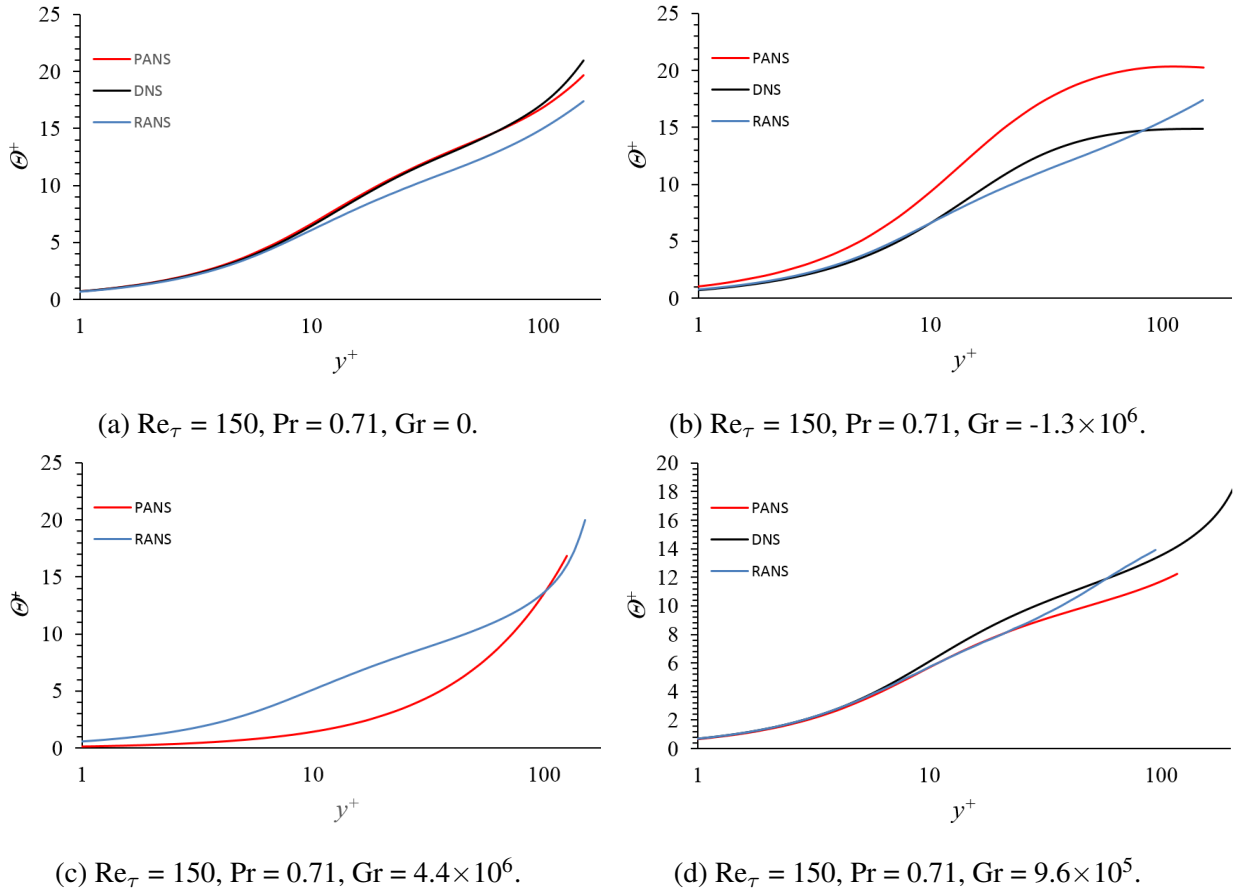 25
20
15
10
5
0
PANS
DNS
RANS
Θ+
1
10
100
y+
(a) Reτ = 150, Pr = 0.71, Gr = 0.
25
20
15
10
5
0
PANS
DNS
RANS
Θ+
1
10
100
y+
(b) Reτ = 150, Pr = 0.71, Gr = -1.3×10⁶.
25
20
15
10
5
0
PANS
RANS
Θ+
1
10
100
y+
(c) Reτ = 150, Pr = 0.71, Gr = 4.4×10⁶.
20
18
16
14
12
10
8
6
4
2
0
PANS
DNS
RANS
Θ+
1
10
100
y+
(d) Reτ = 150, Pr = 0.71, Gr = 9.6×10⁵.